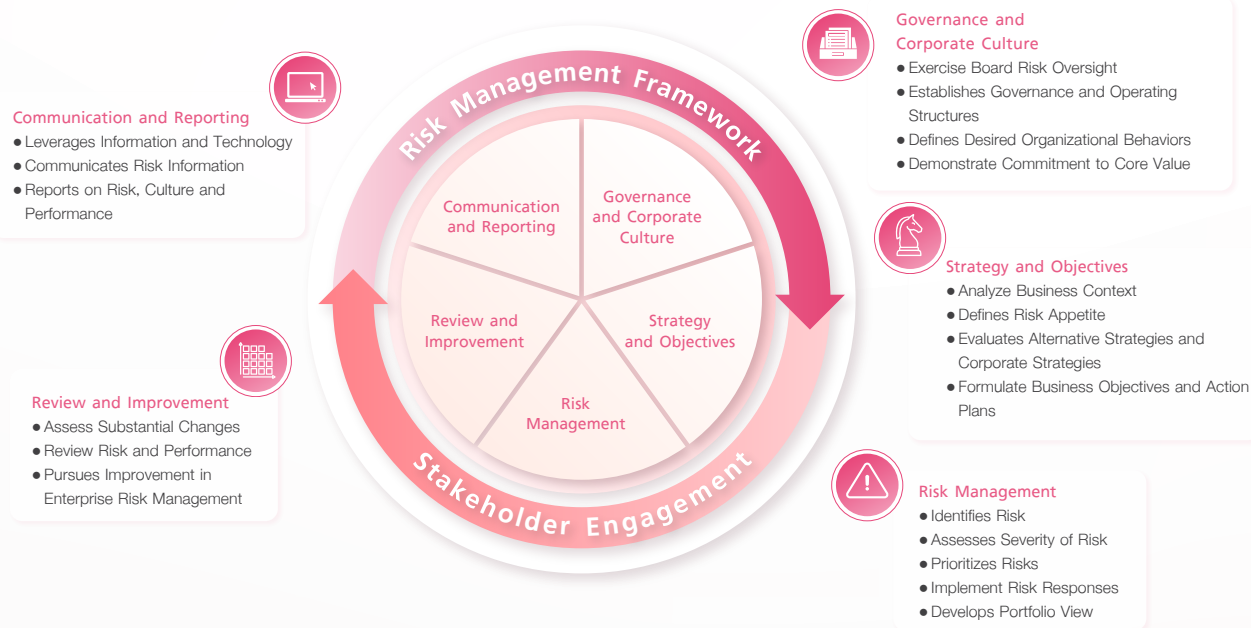 Risk Management Framework
Stakeholder Engagement
Communication
and Reporting
Governance
and Corporate
Culture
Review and
Improvement
Strategy
and Objectives
Risk
Management
Communication and Reporting
● Leverages Information and Technology
● Communicates Risk Information
● Reports on Risk, Culture and
Performance
Review and Improvement
● Assess Substantial Changes
● Review Risk and Performance
● Pursues Improvement in
Enterprise Risk Management
Governance and
Corporate Culture
● Exercise Board Risk Oversight
● Establishes Governance and Operating
Structures
● Defines Desired Organizational Behaviors
● Demonstrate Commitment to Core Value
Strategy and Objectives
● Analyze Business Context
● Defines Risk Appetite
● Evaluates Alternative Strategies and
Corporate Strategies
● Formulate Business Objectives and Action
Plans
Risk Management
● Identifies Risk
● Assesses Severity of Risk
● Prioritizes Risks
● Implement Risk Responses
● Develops Portfolio View